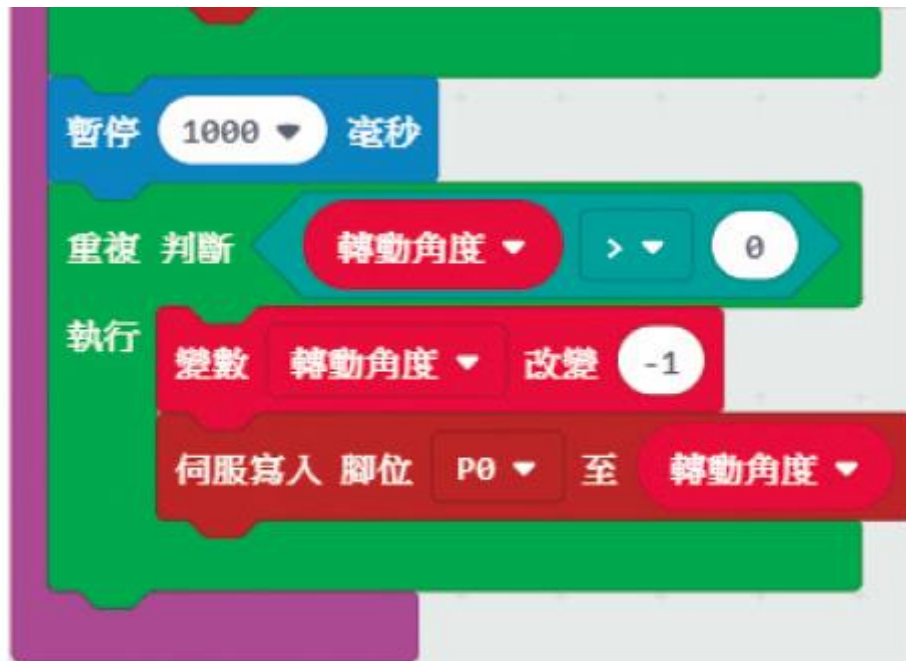 暫停 1000 毫秒
重複 判斷 轉動角度 > 0
執行
變數 轉動角度 改變 -1
伺服寫入 腳位 P0 至 轉動角度